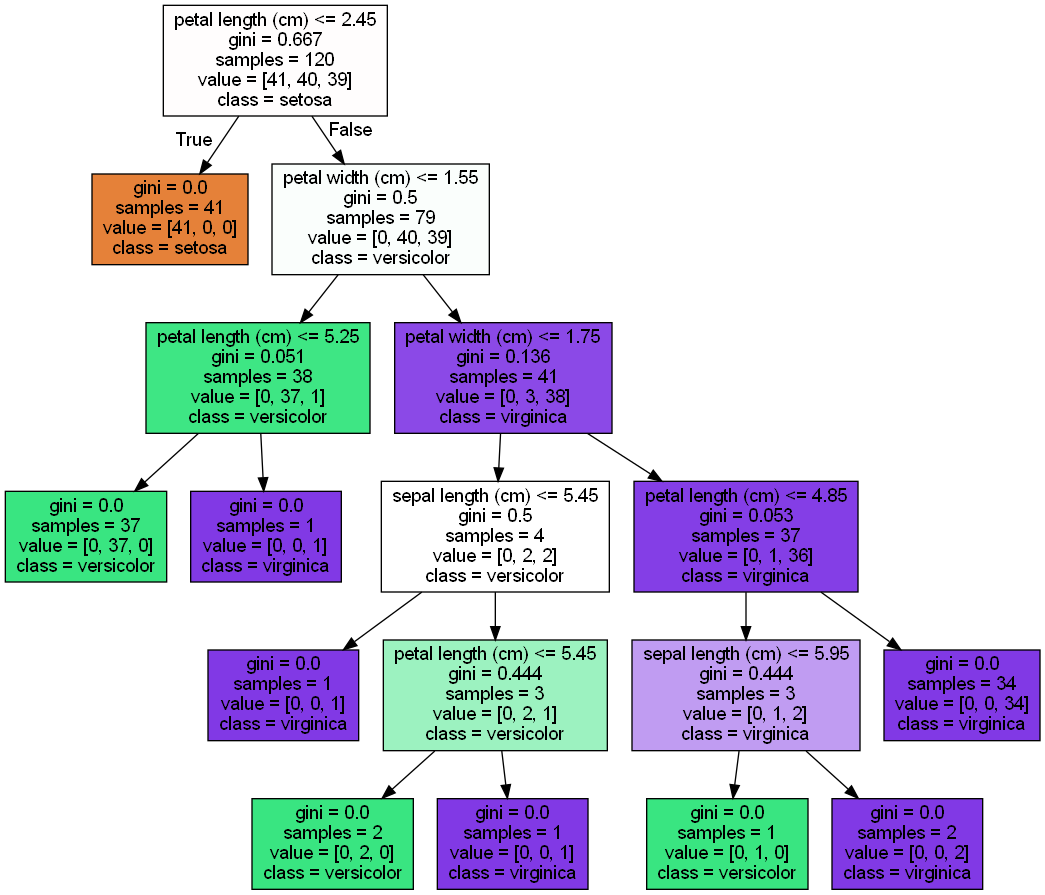 petal length (cm) <= 2.45
gini = 0.667
samples = 120
value = [41, 40, 39]
class = setosa
True
False
gini = 0.0
samples = 41
value = [41, 0, 0]
class = setosa
petal width (cm) <= 1.55
gini = 0.5
samples = 79
value = [0, 40, 39]
class = versicolor
petal length (cm) <= 5.25
gini = 0.051
samples = 38
value = [0, 37, 1]
class = versicolor
petal width (cm) <= 1.75
gini = 0.136
samples = 41
value = [0, 3, 38]
class = virginica
gini = 0.0
samples = 37
value = [0, 37, 0]
class = versicolor
gini = 0.0
samples = 1
value = [0, 0, 1]
class = virginica
sepal length (cm) <= 5.45
gini = 0.5
samples = 4
value = [0, 2, 2]
class = versicolor
petal length (cm) <= 4.85
gini = 0.053
samples = 37
value = [0, 1, 36]
class = virginica
gini = 0.0
samples = 1
value = [0, 0, 1]
class = virginica
petal length (cm) <= 5.45
gini = 0.444
samples = 3
value = [0, 2, 1]
class = versicolor
sepal length (cm) <= 5.95
gini = 0.444
samples = 3
value = [0, 1, 2]
class = virginica
gini = 0.0
samples = 34
value = [0, 0, 34]
class = virginica
gini = 0.0
samples = 2
value = [0, 2, 0]
class = versicolor
gini = 0.0
samples = 1
value = [0, 0, 1]
class = virginica
gini = 0.0
samples = 1
value = [0, 1, 0]
class = versicolor
gini = 0.0
samples = 2
value = [0, 0, 2]
class = virginica